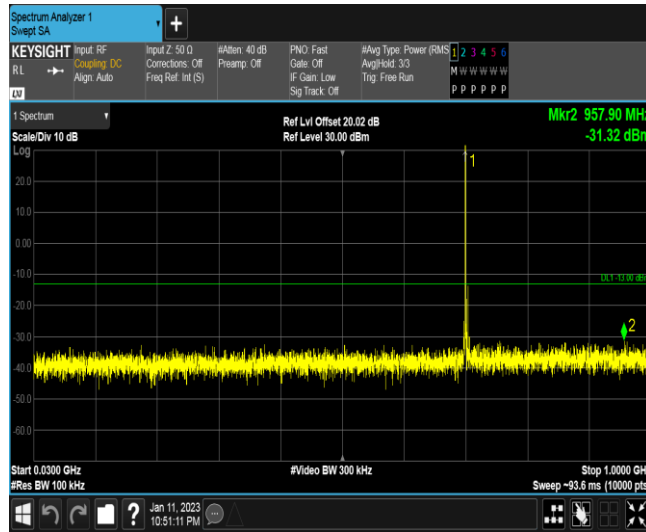 Spectrum Analyzer 1
Swept SA
KEYSIGHT Input: RF Input Z: 50 Ω #Atten: 40 dB PNO: Fast #Avg Type: Power (RMS 1 2 3 4 5 6
RL Coupling: DC Corrections: Off Preamp: Off Gate: Off Avg|Hold: 3/3 M W W W W W
Align: Auto Freq Ref: Int (S) IF Gain: Low Trig: Free Run
Sig Track: Off P P P P P P
LXI
1 Spectrum Ref Lvl Offset 20.02 dB Mkr2 957.90 MHz
Scale/Div 10 dB Ref Level 30.00 dBm -31.32 dBm
Log
1
20.0
10.0
0.00
-10.0
DL1 -13.00 dBm
-20.0
-30.0
2
-40.0
-50.0
-60.0
Start 0.0300 GHz #Video BW 300 kHz Stop 1.0000 GH
#Res BW 100 kHz Sweep ~93.6 ms (10000 pts
? Jan 11, 2023
10:51:11 PM